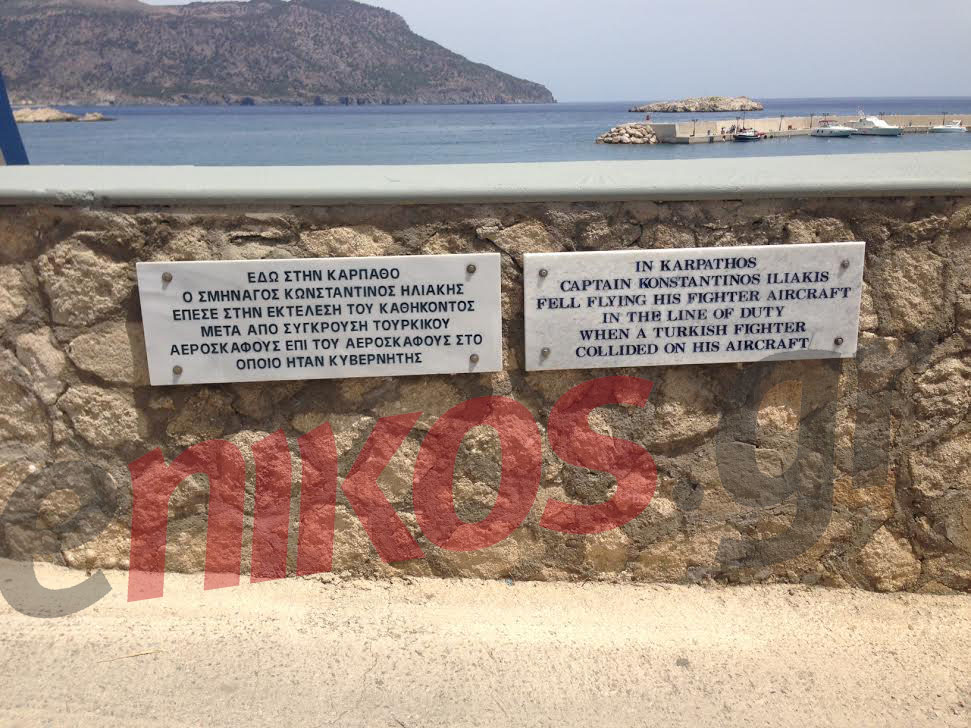 ΕΔΩ ΣΤΗΝ ΚΑΡΠΑΘΟ
Ο ΣΜΗΝΑΓΟΣ ΚΩΝΣΤΑΝΤΙΝΟΣ ΗΛΙΑΚΗΣ
ΕΠΕΣΕ ΣΤΗΝ ΕΚΤΕΛΕΣΗ ΤΟΥ ΚΑΘΗΚΟΝΤΟΣ
ΜΕΤΑ ΑΠΟ ΣΥΓΚΡΟΥΣΗ ΤΟΥΡΚΙΚΟΥ
ΑΕΡΟΣΚΑΦΟΥΣ ΕΠΙ ΤΟΥ ΑΕΡΟΣΚΑΦΟΥΣ ΣΤΟ
ΟΠΟΙΟ ΗΤΑΝ ΚΥΒΕΡΝΗΤΗΣ
IN KARPATHOS
CAPTAIN KONSTANTINOS ILIAKIS
FELL FLYING HIS FIGHTER AIRCRAFT
IN THE LINE OF DUTY
WHEN A TURKISH FIGHTER
COLLIDED ON HIS AIRCRAFT
enikos.gr